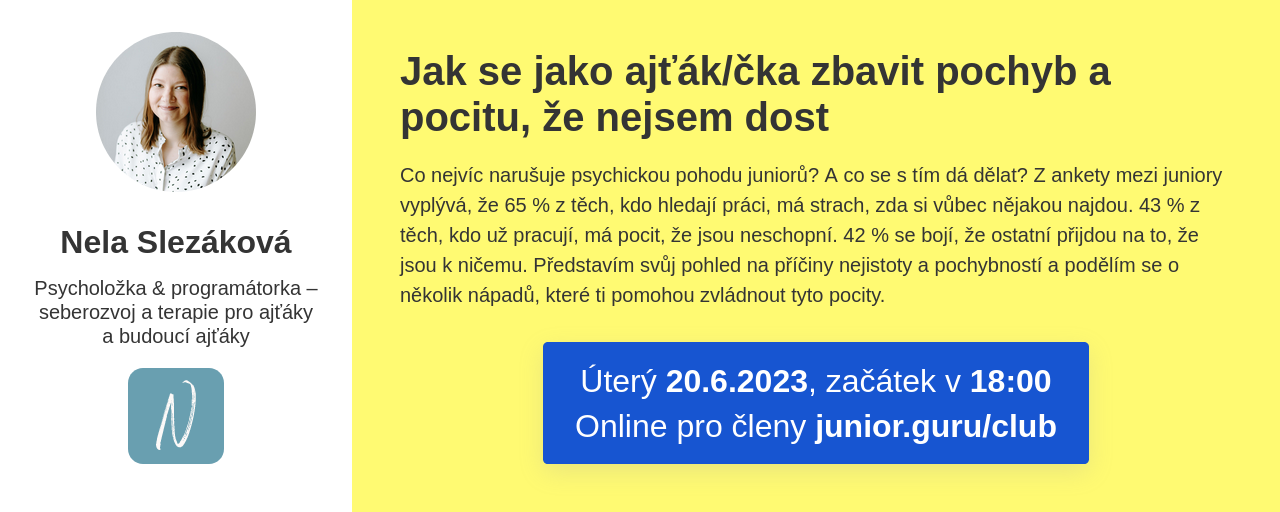 Nela Slezáková
Psycholožka & programátorka –
seberozvoj a terapie pro ajťáky
a budoucí ajťáky
N
Jak se jako ajťák/čka zbavit pochyb a
pocitu, že nejsem dost
Co nejvíc narušuje psychickou pohodu juniorů? A co se s tím dá dělat? Z ankety mezi juniory
vyplývá, že 65 % z těch, kdo hledají práci, má strach, zda si vůbec nějakou najdou. 43 % z
těch, kdo už pracují, má pocit, že jsou neschopní. 42 % se bojí, že ostatní přijdou na to, že
jsou k ničemu. Představím svůj pohled na příčiny nejistoty a pochybností a podělím se o
několik nápadů, které ti pomohou zvládnout tyto pocity.
Úterý 20.6.2023, začátek v 18:00
Online pro členy junior.guru/club